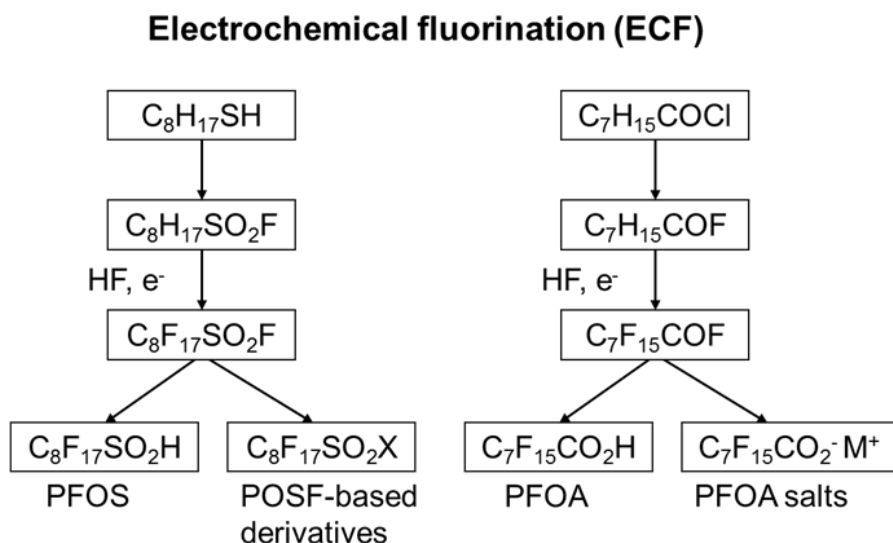 Electrochemical fluorination (ECF)
C₈H₁₇SH
C₇H₁₅COCl
C₈H₁₇SO₂F
C₇H₁₅COF
HF, e⁻
HF, e⁻
C₈F₁₇SO₂F
C₇F₁₅COF
C₈F₁₇SO₂H
C₈F₁₇SO₂X
C₇F₁₅CO₂H
C₇F₁₅CO₂⁻ M⁺
PFOS
POSF-based
derivatives
PFOA
PFOA salts